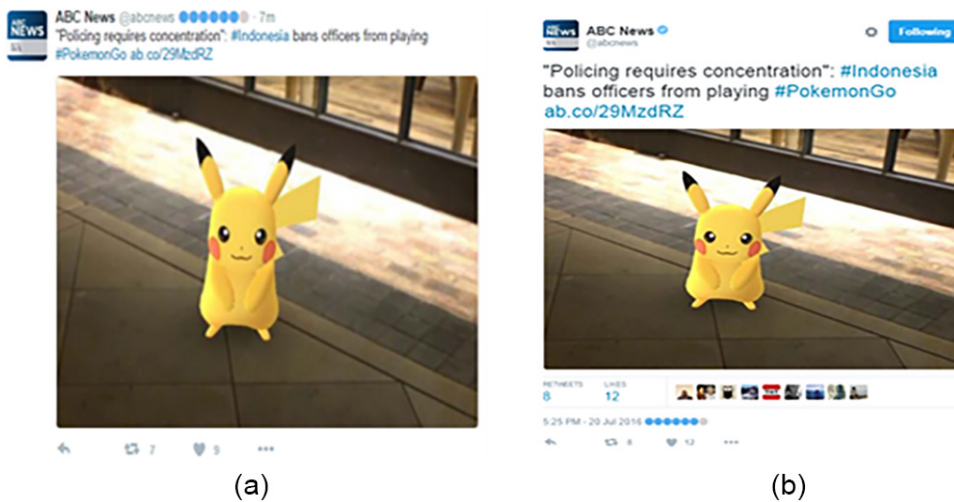 ABC NEWS
ABC News @abcnews · 7m
"Policing requires concentration": #Indonesia bans officers from playing
#PokemonGo ab.co/29MzdRZ
7 9
(a)
ABC NEWS
ABC News
@abcnews
Following
"Policing requires concentration": #Indonesia
bans officers from playing #PokemonGo
ab.co/29MzdRZ
RETWEETS LIKES
8 12
5:25 PM - 20 Jul 2016
8 12
(b)